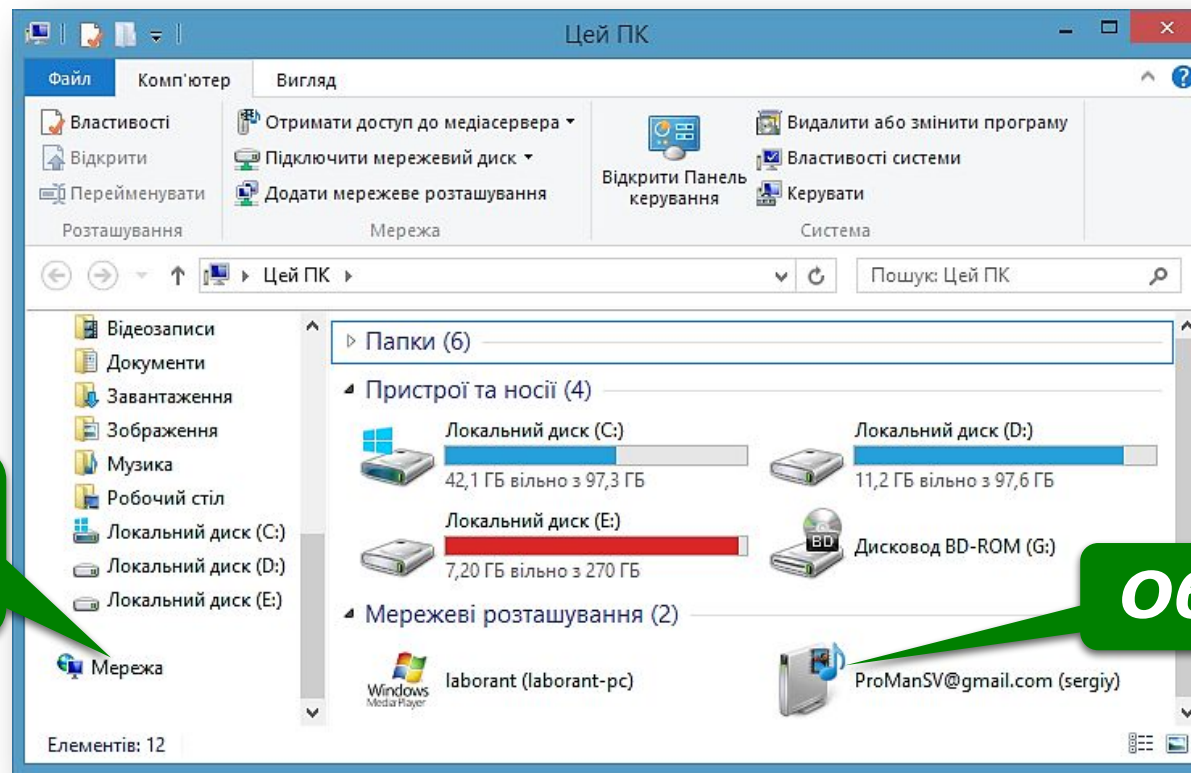 Цей ПК
Файл Комп'ютер Вигляд
Властивості
Відкрити
Перейменувати
Розташування
Отримати доступ до медіасервера
Підключити мережевий диск
Додати мережеве розташування
Мережа
Відкрити Панель
керування
Видалити або змінити програму
Властивості системи
Керувати
Система
Цей ПК
Пошук: Цей ПК
Відеозаписи
Документи
Завантаження
Зображення
Музика
Робочий стіл
Локальний диск (C:)
Локальний диск (D:)
Локальний диск (E:)
Мережа
Папки (6)
Пристрої та носії (4)
Локальний диск (C:)
42,1 ГБ вільно з 97,3 ГБ
Локальний диск (D:)
11,2 ГБ вільно з 97,6 ГБ
Локальний диск (E:)
7,20 ГБ вільно з 270 ГБ
BD
Дисковод BD-ROM (G:)
Мережеві розташування (2)
Windows
Media Player
laborant (laborant-pc)
ProManSV@gmail.com (sergiy)
Елементів: 12